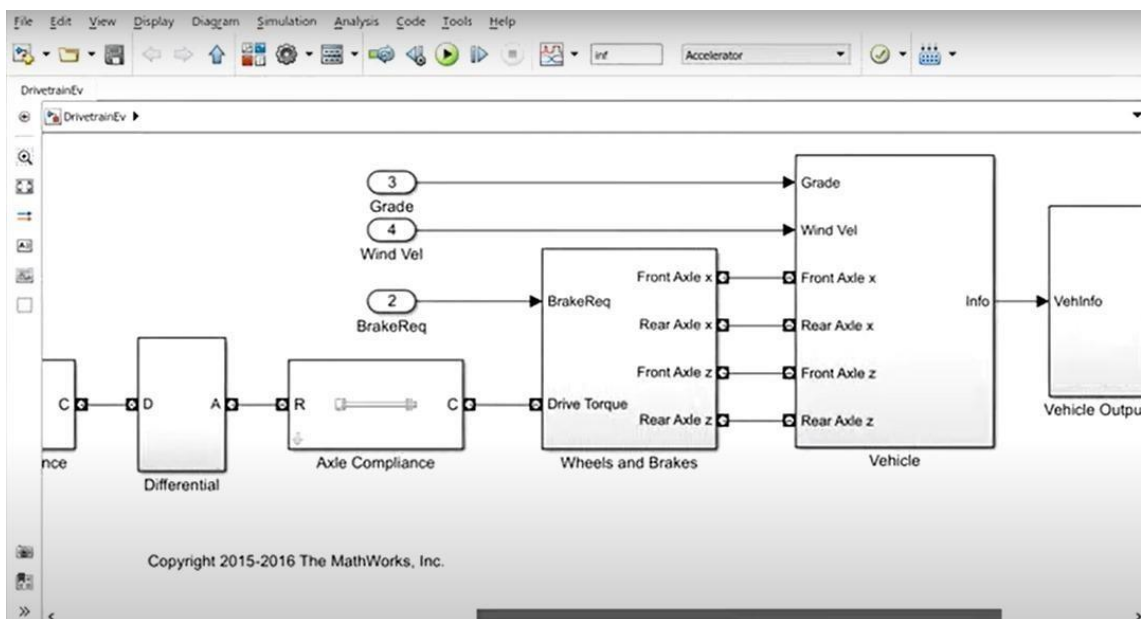 File Edit View Display Diagram Simulation Analysis Code Tools Help
inf Accelerator
DrivetrainEv
DrivetrainEv
3
Grade
4
Wind Vel
2
BrakeReq
C
nce
D A
Differential
R C
Axle Compliance
BrakeReq
Drive Torque
Front Axle x
Rear Axle x
Front Axle z
Rear Axle z
Wheels and Brakes
Grade
Wind Vel
Front Axle x
Rear Axle x
Front Axle z
Rear Axle z
Info
Vehicle
VehInfo
Vehicle Outpu
Copyright 2015-2016 The MathWorks, Inc.